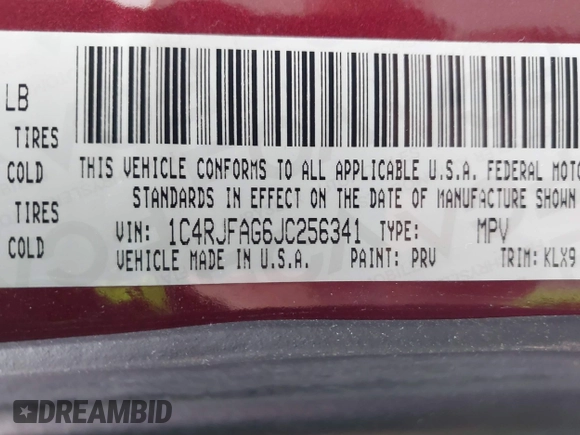 LB
TIRES
COLD
THIS VEHICLE CONFORMS TO ALL APPLICABLE U.S.A. FEDERAL MOTO
STANDARDS IN EFFECT ON THE DATE OF MANUFACTURE SHOWN
TIRES
VIN: 1C4RJFAG6JC256341 TYPE: MPV
COLD
VEHICLE MADE IN U.S.A. PAINT: PRV TRIM: KLX9
DREAMBID